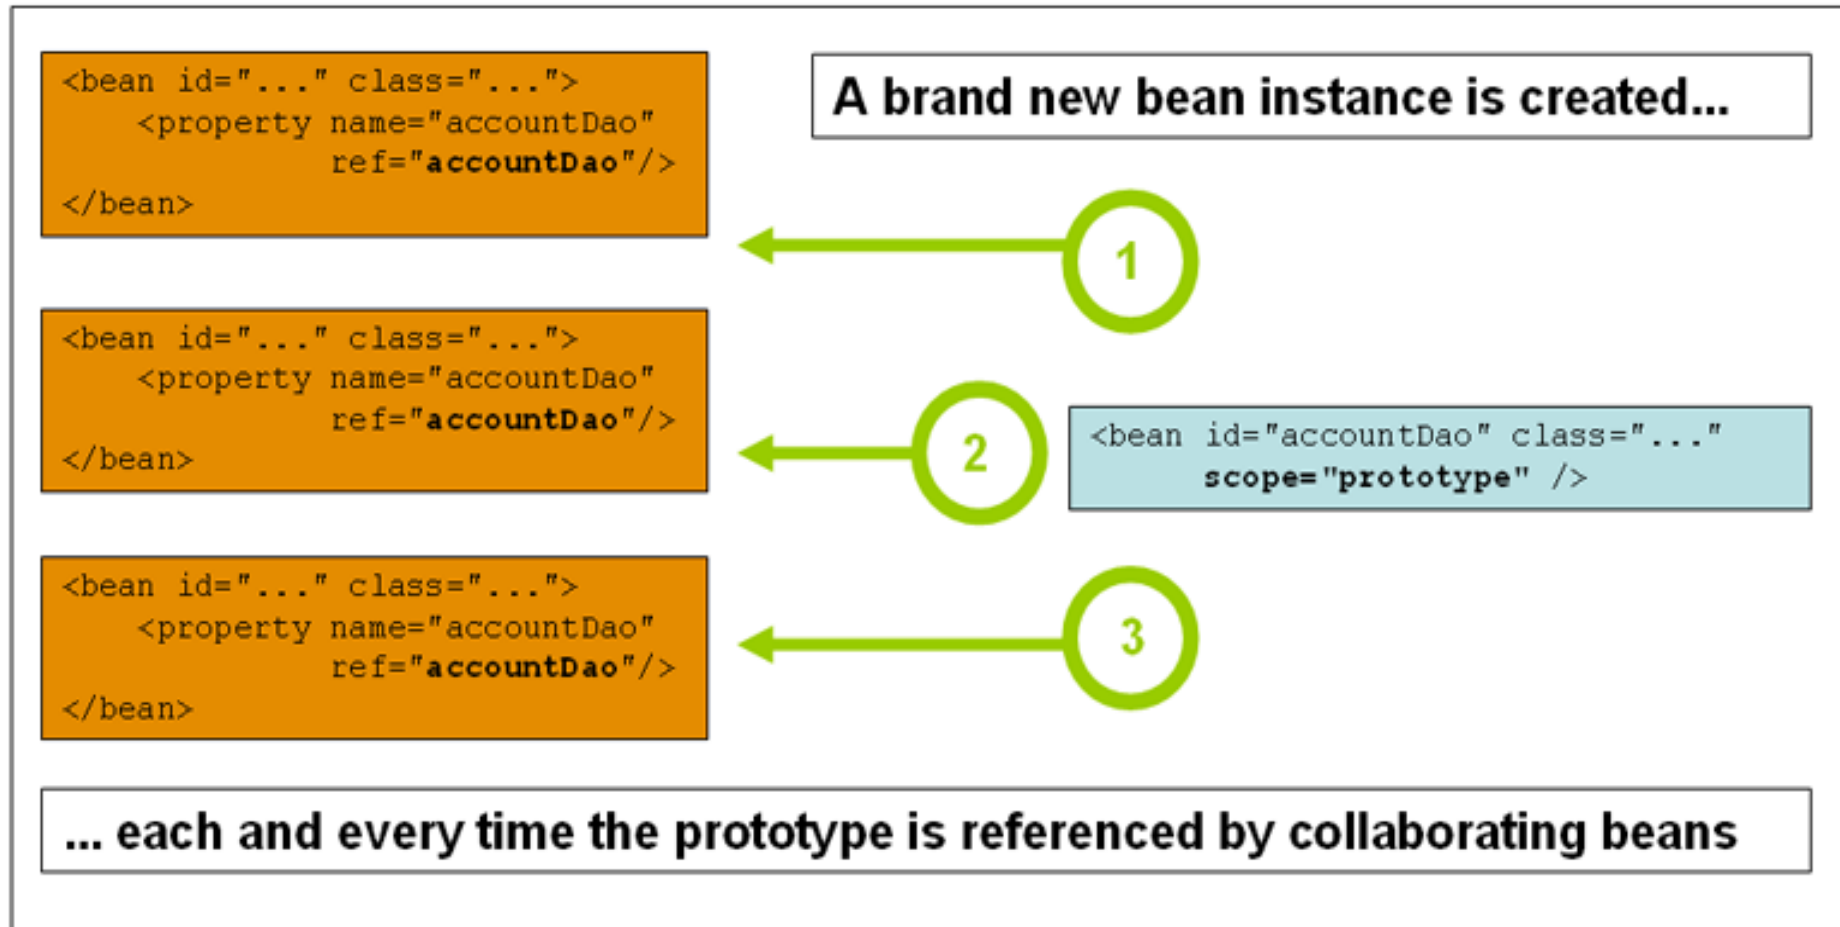 <bean id="..." class="...">
<property name="accountDao"
ref="accountDao"/>
</bean>
A brand new bean instance is created...
1
<bean id="..." class="...">
<property name="accountDao"
ref="accountDao"/>
</bean>
2
<bean id="accountDao" class="..."
scope="prototype" />
<bean id="..." class="...">
<property name="accountDao"
ref="accountDao"/>
</bean>
3
... each and every time the prototype is referenced by collaborating beans